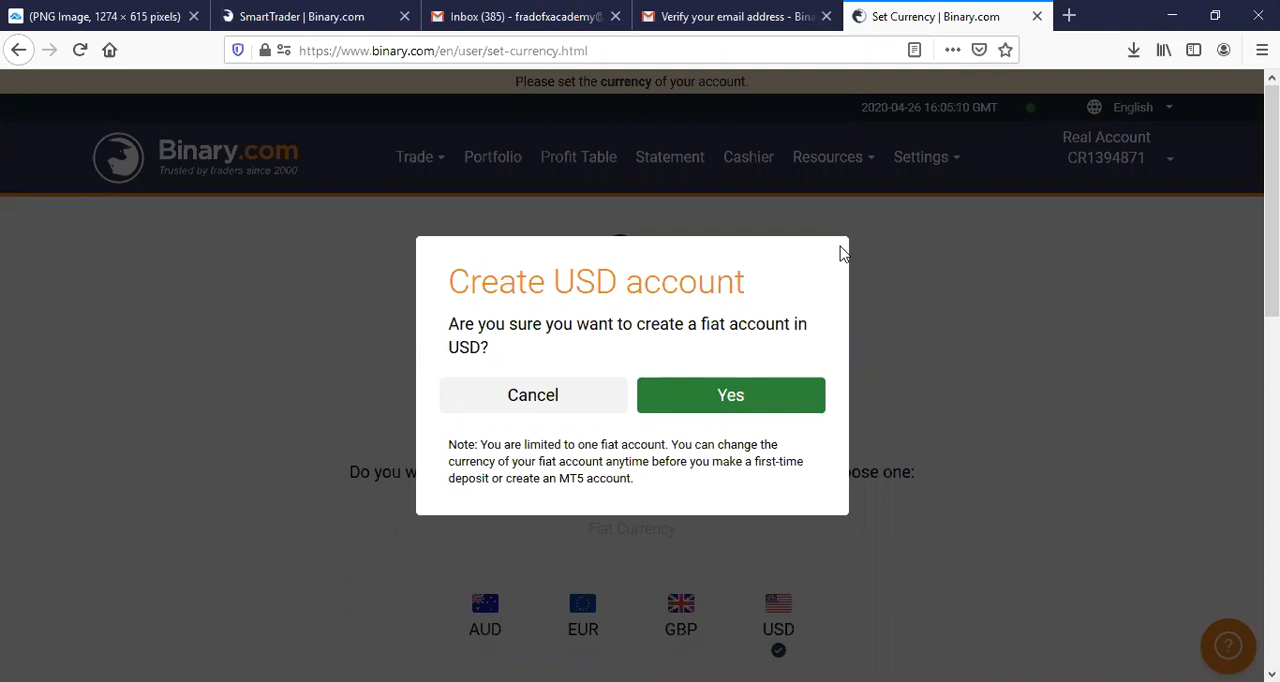 (PNG Image, 1274 × 615 pixels)
SmartTrader | Binary.com
Inbox (385) - fradofxacademy@
Verify your email address - Bina
Set Currency | Binary.com
https://www.binary.com/en/user/set-currency.html
Please set the currency of your account.
2020-04-26 16:05:10 GMT
English
Binary.com
Trusted by traders since 2000
Trade
Portfolio
Profit Table
Statement
Cashier
Resources
Settings
Real Account
CR1394871
Create USD account
Are you sure you want to create a fiat account in
USD?
Cancel
Yes
Note: You are limited to one fiat account. You can change the
currency of your fiat account anytime before you make a first-time
deposit or create an MT5 account.
Do you w
oose one:
Fiat Currency
AUD
EUR
GBP
USD